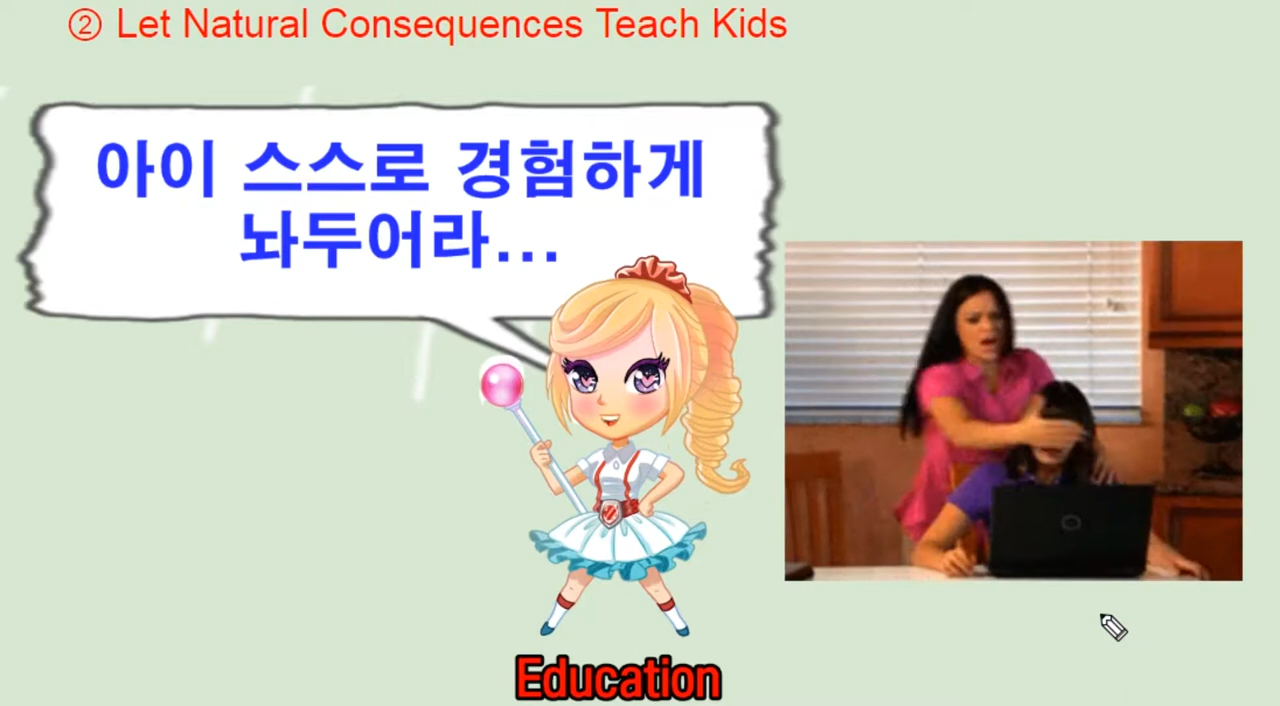 ② Let Natural Consequences Teach Kids
아이 스스로 경험하게
놔두어라...
Education